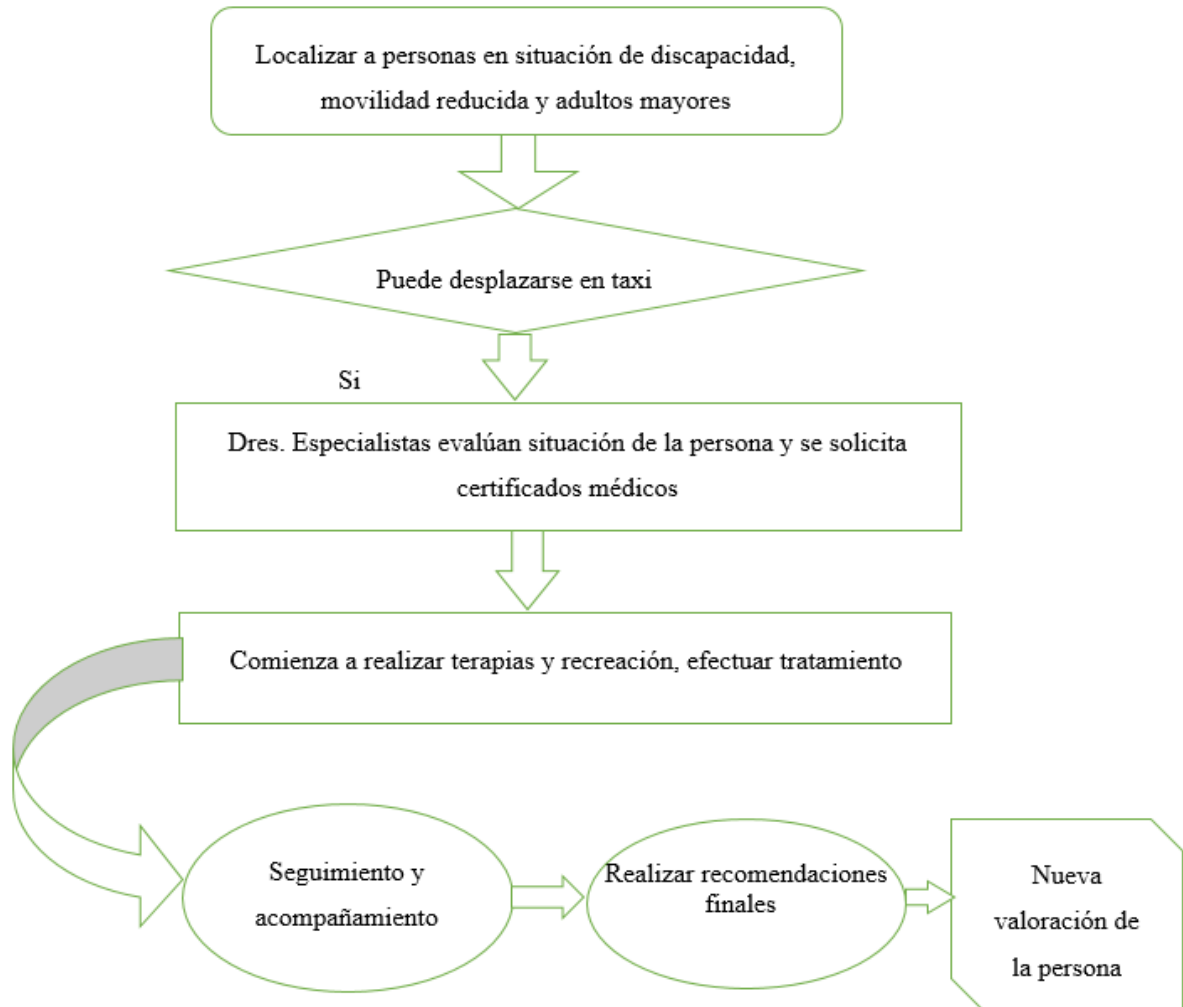 Localizar a personas en situación de discapacidad,
movilidad reducida y adultos mayores
Puede desplazarse en taxi
Si
Dres. Especialistas evalúan situación de la persona y se solicita
certificados médicos
Comienza a realizar terapias y recreación, efectuar tratamiento
Seguimiento y
acompañamiento
Realizar recomendaciones
finales
Nueva
valoración de
la persona